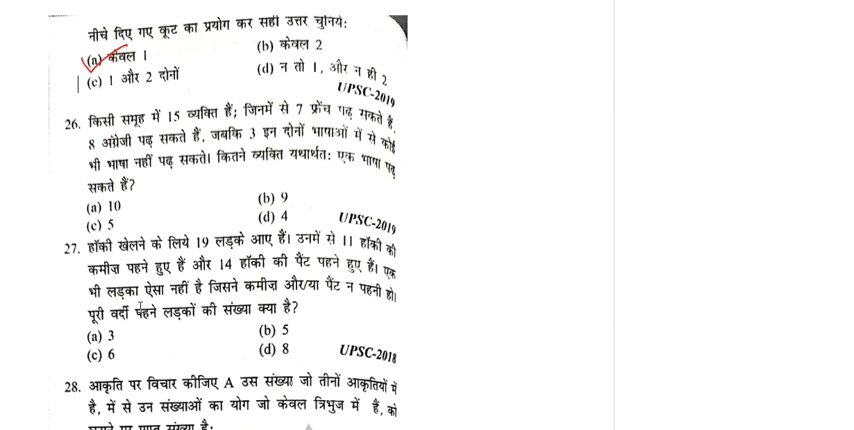 नीचे दिए गए कूट का प्रयोग कर सही उत्तर चुनिये:
(a) केवल 1 (b) केवल 2
(c) 1 और 2 दोनों (d) न तो 1, और न ही 2
UPSC-2019
26. किसी समूह में 15 व्यक्ति हैं; जिनमें से 7 फ्रेंच पढ़ सकते हैं,
8 अंग्रेजी पढ़ सकते हैं, जबकि 3 इन दोनों भाषाओं में से कोई
भी भाषा नहीं पढ़ सकते। कितने व्यक्ति यथार्थत: एक भाषा पढ़
सकते हैं?
(a) 10 (b) 9
(c) 5 (d) 4 UPSC-2019
27. हॉकी खेलने के लिये 19 लड़के आए हैं। उनमें से 11 हॉकी की
कमीज़ पहने हुए हैं और 14 हॉकी की पैंट पहने हुए हैं। एक
भी लड़का ऐसा नहीं है जिसने कमीज और/या पैंट न पहनी हो।
पूरी वर्दी पहने लड़कों की संख्या क्या है?
(a) 3 (b) 5
(c) 6 (d) 8 UPSC-2018
28. आकृति पर विचार कीजिए A उस संख्या जो तीनों आकृतियों में
है, में से उन संख्याओं का योग जो केवल त्रिभुज में हैं, को